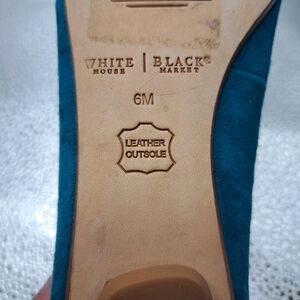 WHITE | BLACK®
HOUSE MARKET
6M
LEATHER
OUTSOLE